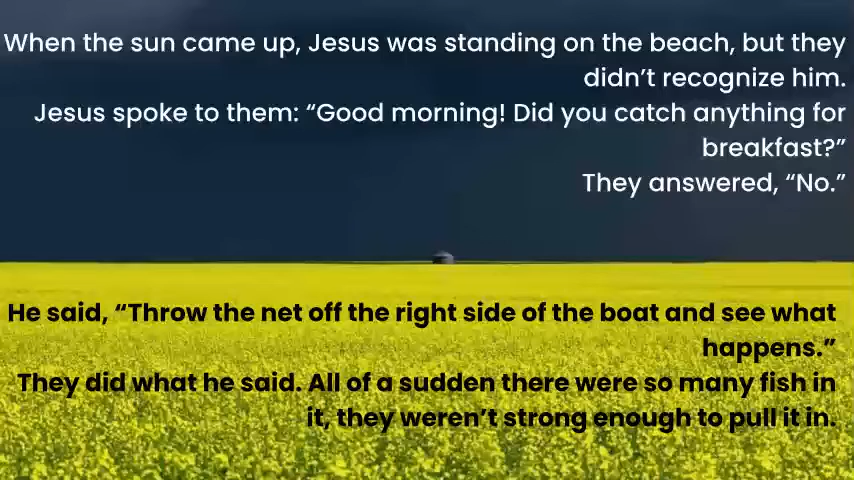 When the sun came up, Jesus was standing on the beach, but they
didn’t recognize him.
Jesus spoke to them: “Good morning! Did you catch anything for
breakfast?”
They answered, “No.”
He said, “Throw the net off the right side of the boat and see what
happens.”
They did what he said. All of a sudden there were so many fish in
it, they weren’t strong enough to pull it in.